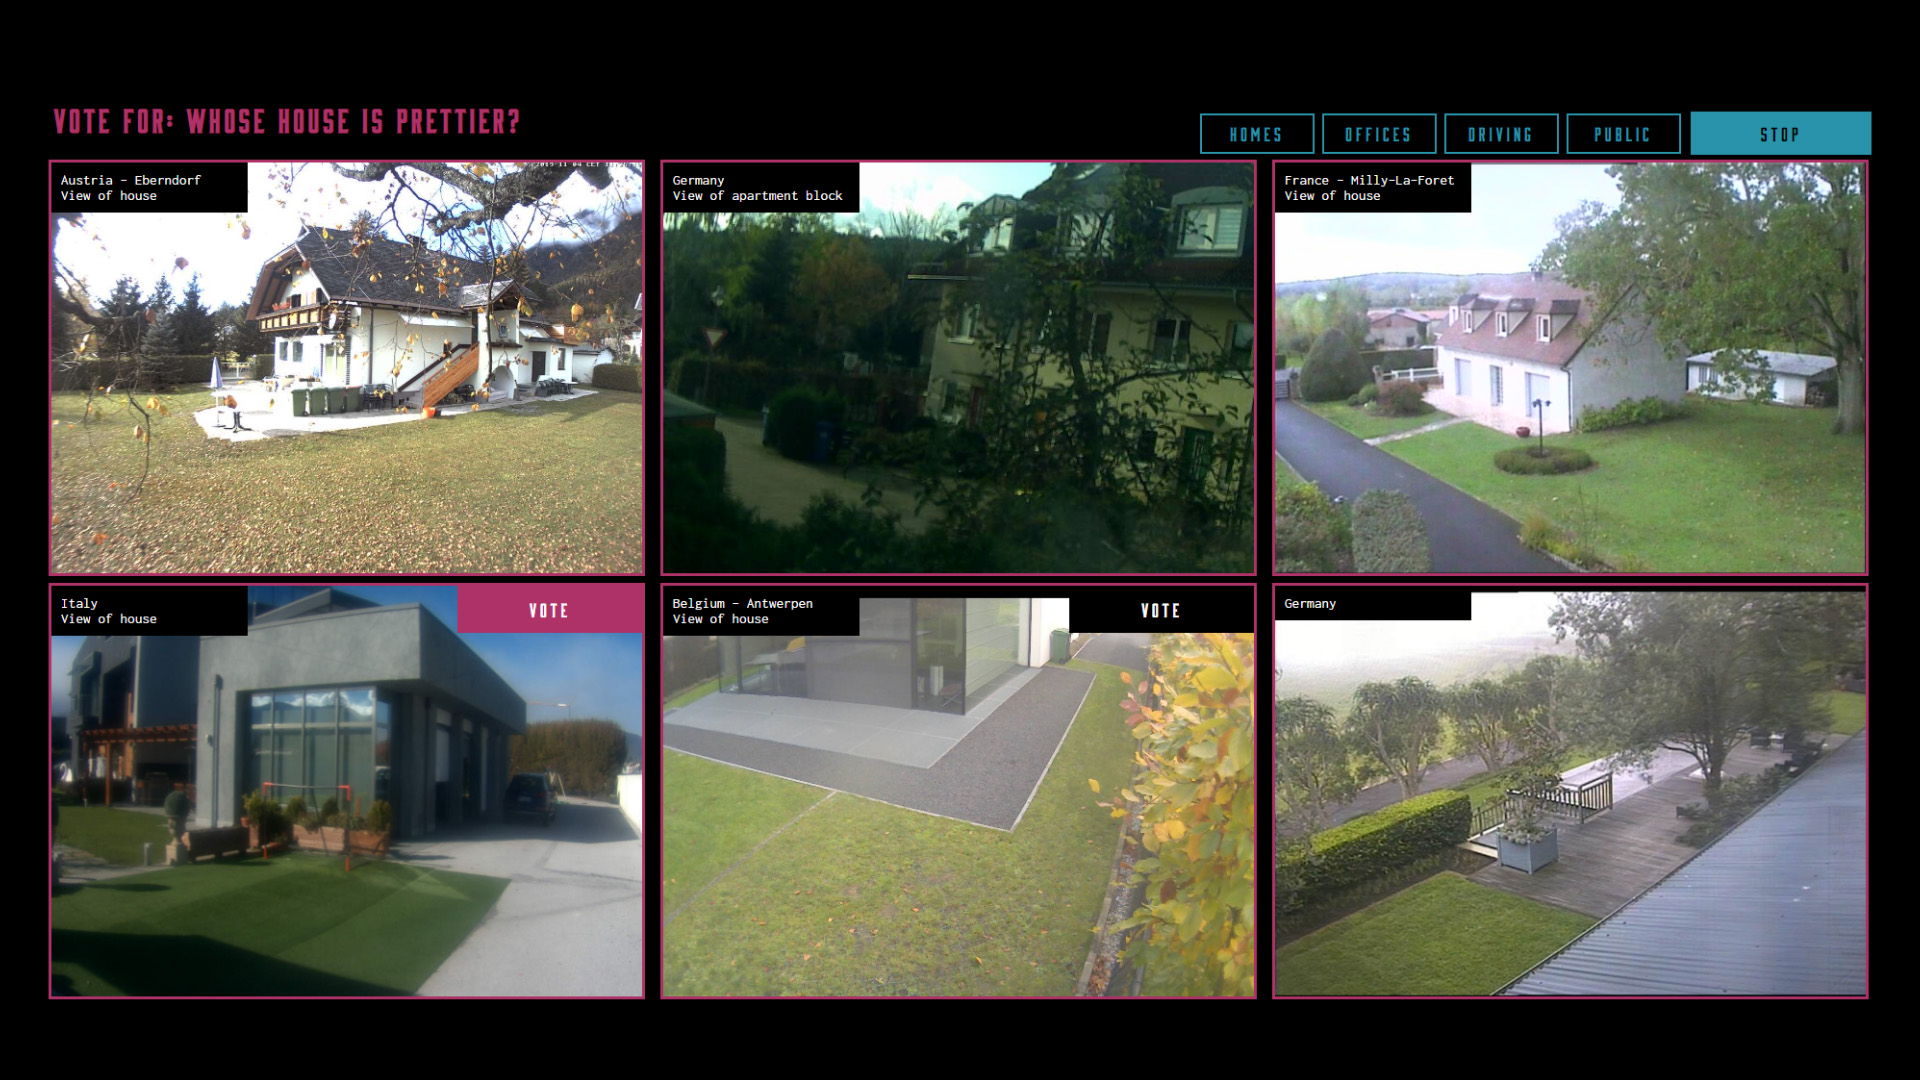 VOTE FOR: WHOSE HOUSE IS PRETTIER?
HOMES
OFFICES
DRIVING
PUBLIC
STOP
Austria - Eberndorf
View of house
Germany
View of apartment block
France - Milly-La-Foret
View of house
Italy
View of house
VOTE
Belgium - Antwerpen
View of house
VOTE
Germany